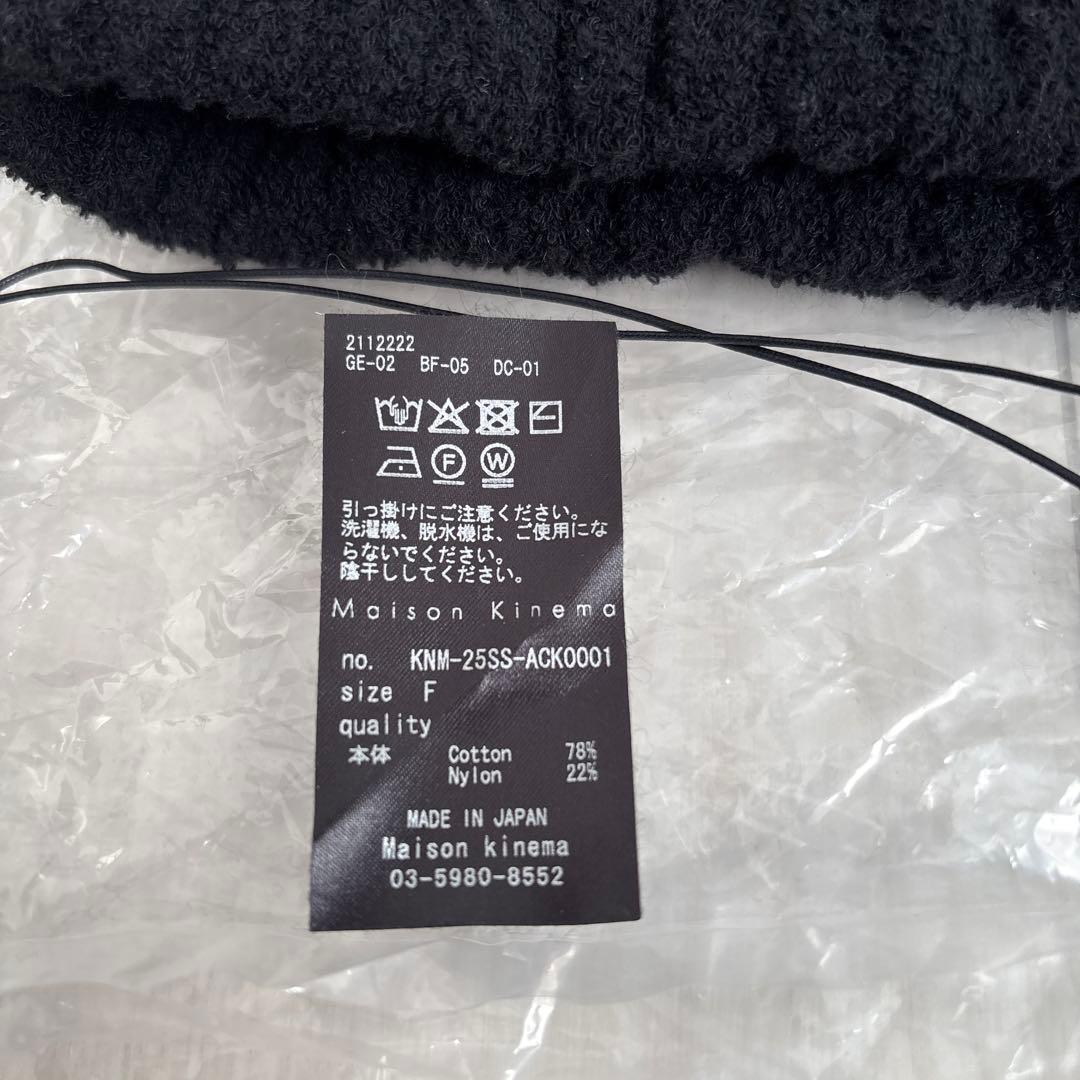 2112222
GE-02 BF-05 DC-01
F W
引っ掛けにご注意ください。
洗濯機、脱水機は、ご使用にな
らないでください。
陰干ししてください。
Maison Kinema
no. KNM-25SS-ACK0001
size F
quality
本体 Cotton 78%
Nylon 22%
MADE IN JAPAN
Maison kinema
03-5980-8552